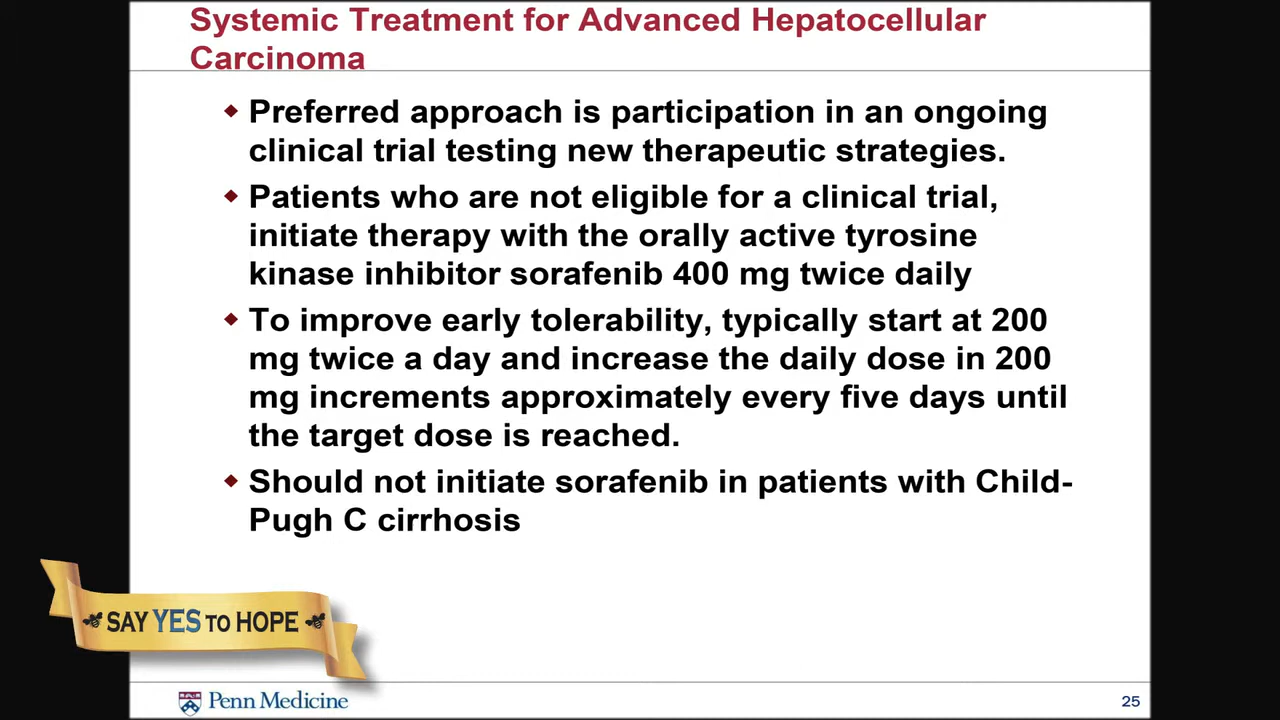 Systemic Treatment for Advanced Hepatocellular
Carcinoma
Preferred approach is participation in an ongoing
clinical trial testing new therapeutic strategies.
Patients who are not eligible for a clinical trial,
initiate therapy with the orally active tyrosine
kinase inhibitor sorafenib 400 mg twice daily
To improve early tolerability, typically start at 200
mg twice a day and increase the daily dose in 200
mg increments approximately every five days until
the target dose is reached.
Should not initiate sorafenib in patients with Child-
Pugh C cirrhosis
SAY YES TO HOPE
Penn Medicine
25